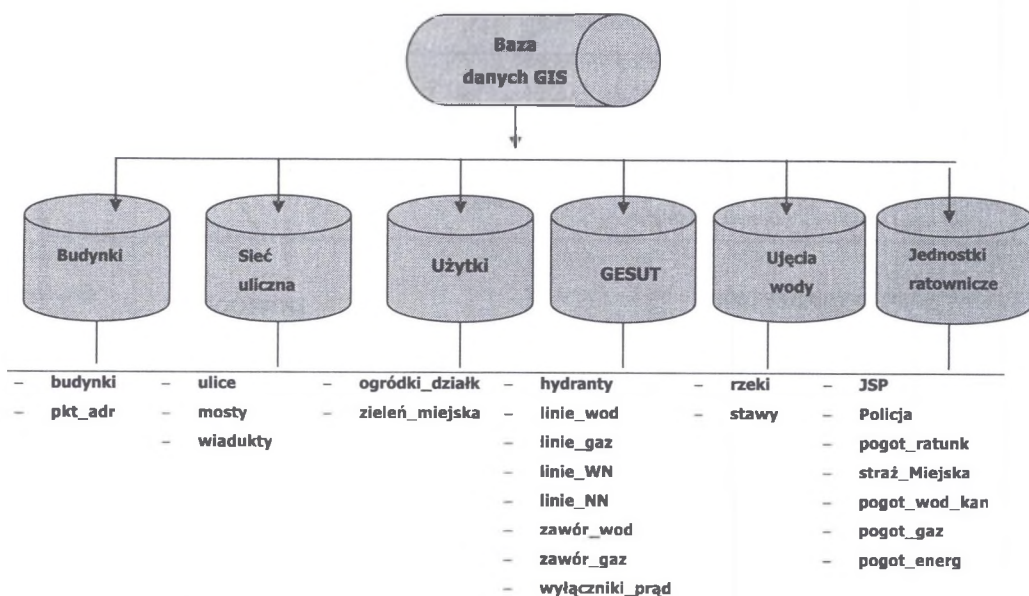 Baza
danych GIS
Budynki
Sieć
uliczna
Użytki
GESUT
Ujęcia
wody
Jednostki
ratownicze
– budynki
– pkt_adr
– ulice
– mosty
– wiadukty
– ogródki_działk
– zieleń_miejska
– hydranty
– linie_wod
– linie_gaz
– linie_WN
– linie_NN
– zawór_wod
– zawór_gaz
– wyłączniki_prąd
– rzeki
– stawy
– JSP
– Policja
– pogot_ratunk
– straż_Miejska
– pogot_wod_kan
– pogot_gaz
– pogot_energ